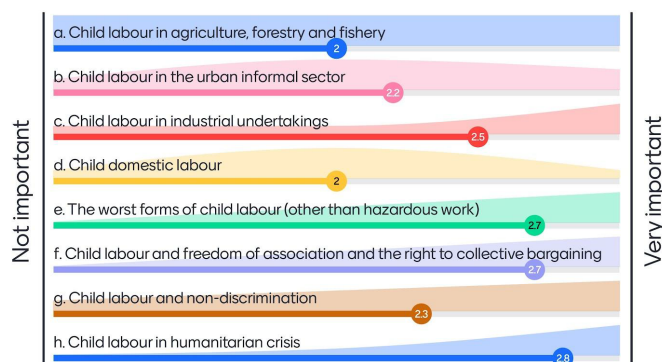 Not important
a. Child labour in agriculture, forestry and fishery
2
b. Child labour in the urban informal sector
2.2
c. Child labour in industrial undertakings
2.5
d. Child domestic labour
2
e. The worst forms of child labour (other than hazardous work)
2.7
f. Child labour and freedom of association and the right to collective bargaining
2.7
g. Child labour and non-discrimination
2.3
h. Child labour in humanitarian crisis
2.8
Very important